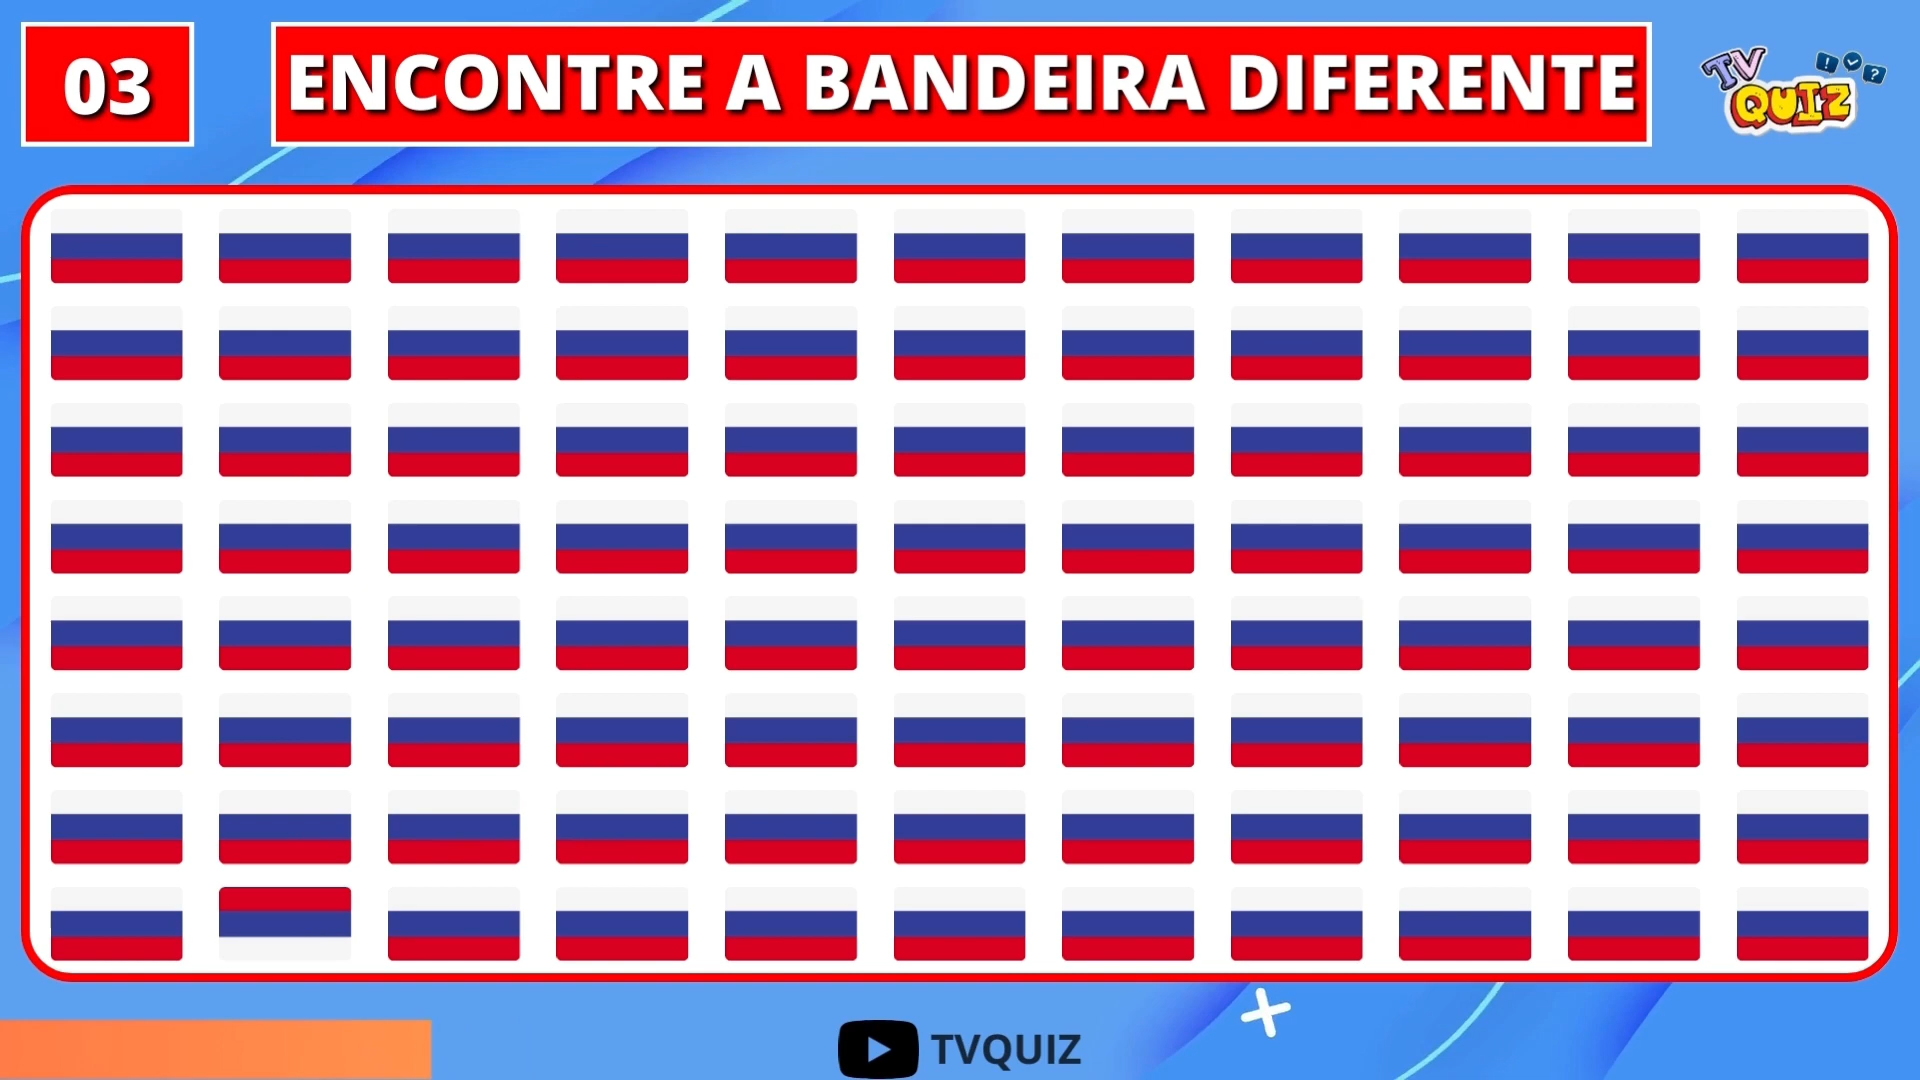 03
ENCONTRE A BANDEIRA DIFERENTE
TV
QUIZ
! ?
TVQUIZ